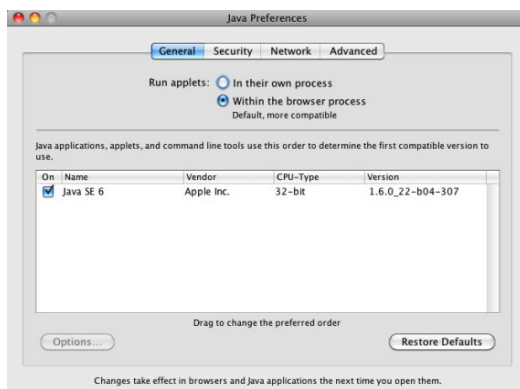 Java Preferences
General Security Network Advanced
Run applets: In their own process
Within the browser process
Default, more compatible
Java applications, applets, and command line tools use this order to determine the first compatible version to
use.
On Name Vendor CPU-Type Version
Java SE 6 Apple Inc. 32-bit 1.6.0_22-b04-307
Drag to change the preferred order
Options... Restore Defaults
Changes take effect in browsers and Java applications the next time you open them.